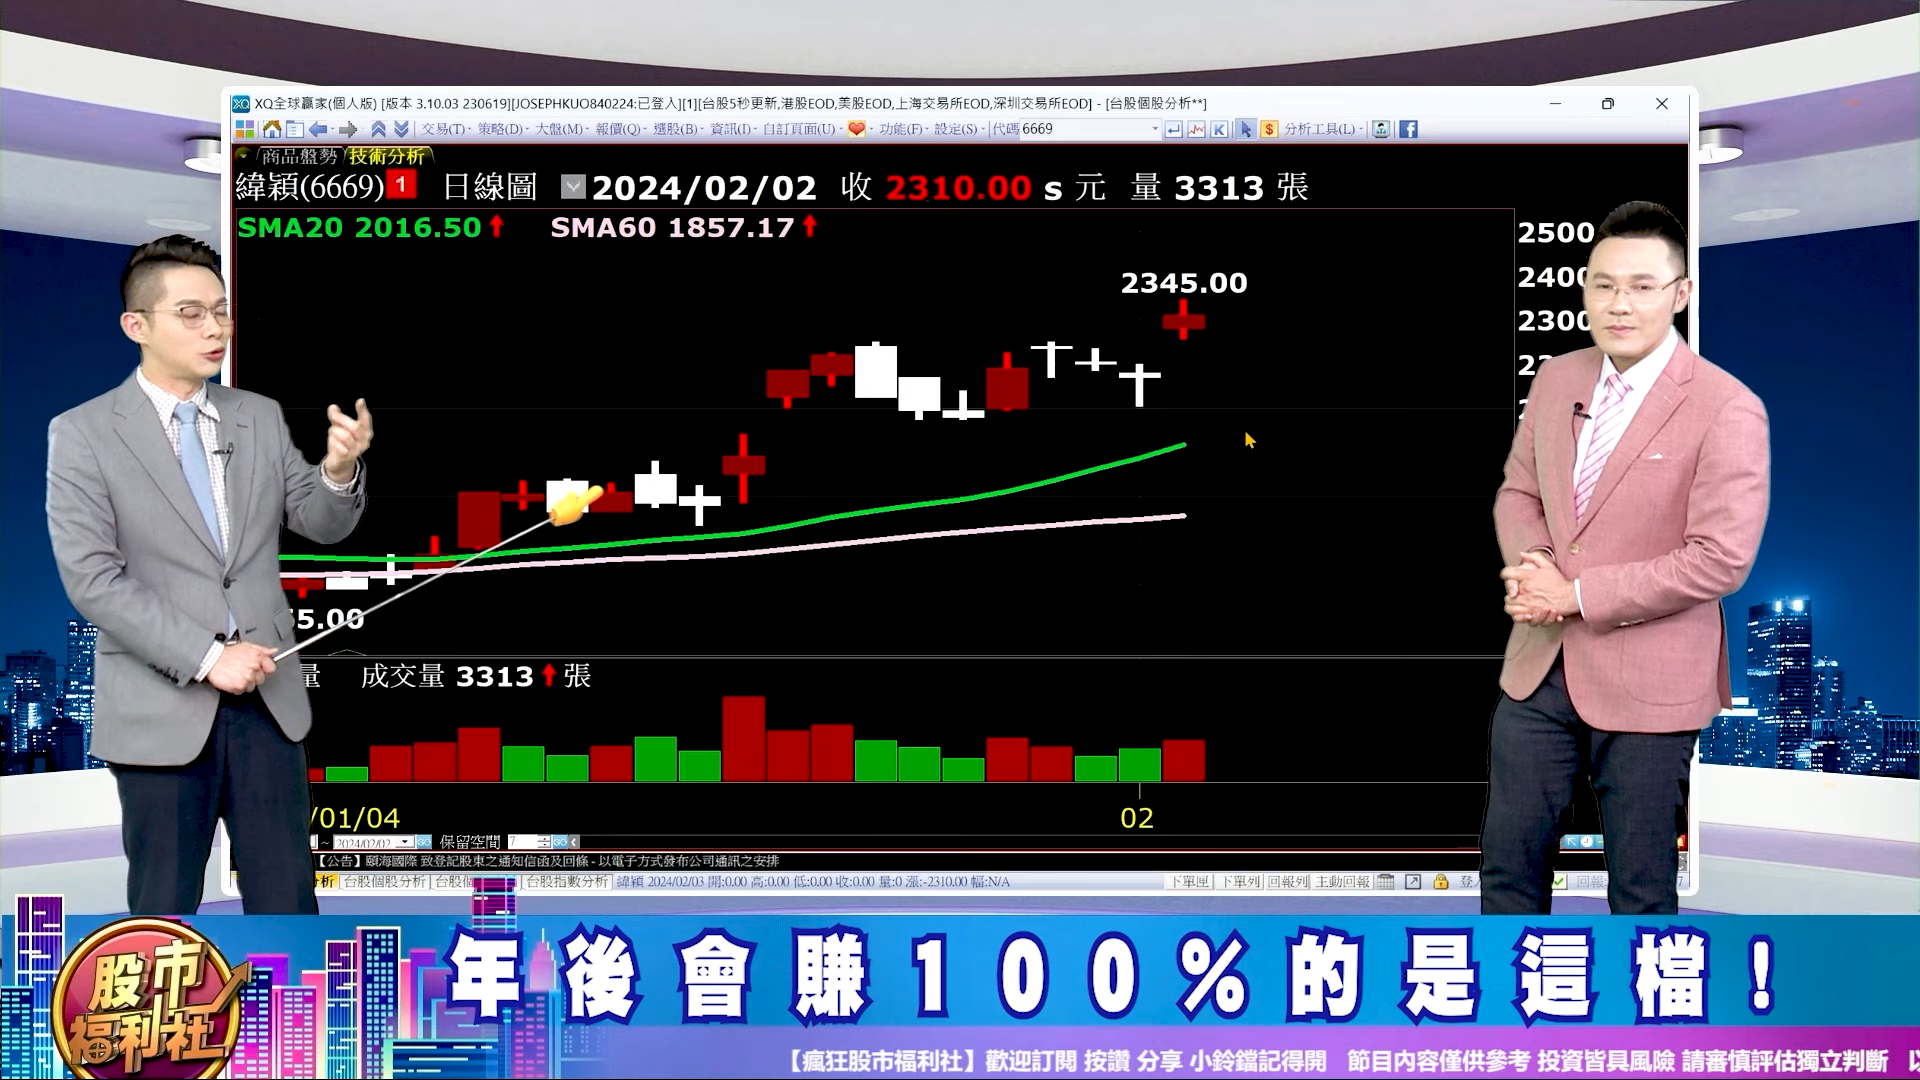 XQ全球贏家(個人版) [版本 3.10.03 230619][JOSEPHKUO840224:已登入][1][台股5秒更新,港股EOD,美股EOD,上海交易所EOD,深圳交易所EOD] - [台股個股分析**]
交易(T) 策略(D) 大盤(M) 報價(Q) 選股(B) 資訊(I) 自訂頁面(U) 功能(F) 設定(S) 代碼 6669 K $ 分析工具(L)
商品盤勢 技術分析
緯穎(6669) 1 日線圖 2024/02/02 收 2310.00 s 元 量 3313 張
SMA20 2016.50 SMA60 1857.17
2500
2400
2345.00
2300
55.00
量 成交量 3313 張
/01/04 02
~ 2024/02/02 保留空間 7
【公告】頤海國際 致登記股東之通知信函及回條 - 以電子方式發布公司通訊之安排
析 台股個股分析 台股 台股指數分析 緯穎 2024/02/03 開:0.00 高:0.00 低:0.00 收:0.00 量:0 漲:-2310.00 幅:N/A 下單匣 下單列 回報列 主動回報 登 回報
年後會賺100%的是這檔!
股市福利社
【瘋狂股市福利社】歡迎訂閱 按讚 分享 小鈴鐺記得開 節目內容僅供參考 投資皆具風險 請審慎評估獨立判斷